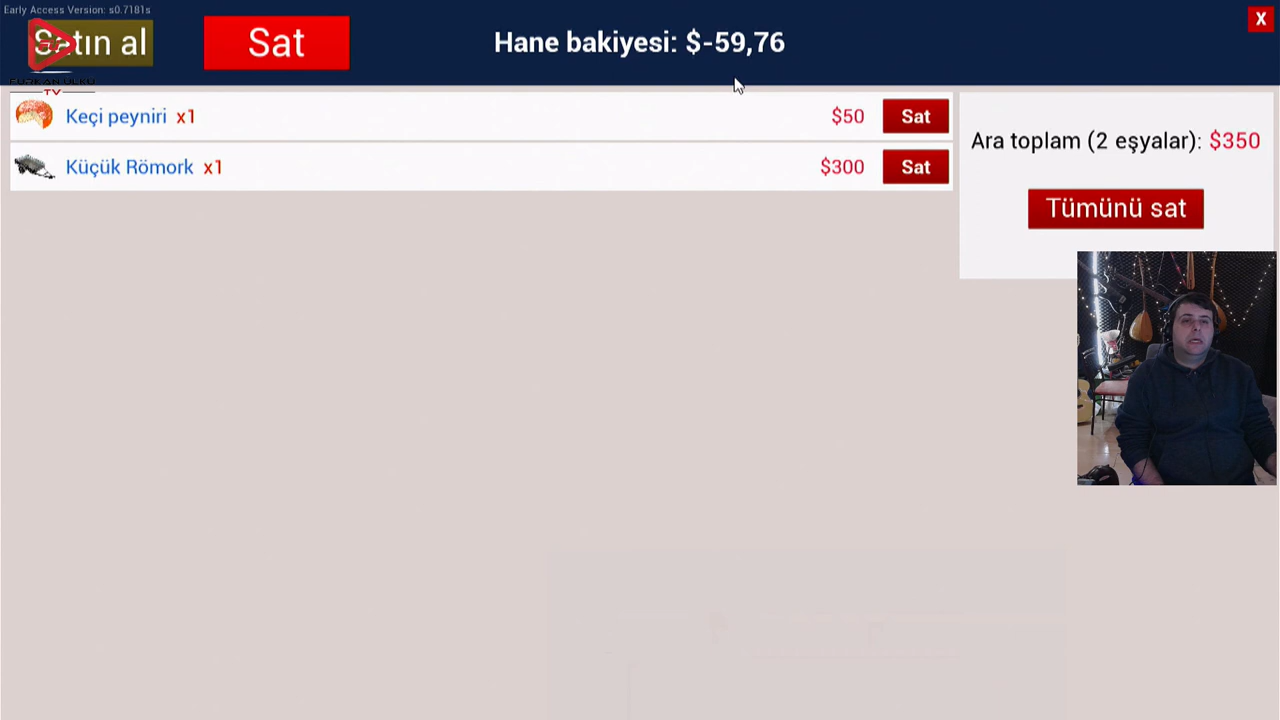 Early Access Version: s0.7181s
Satın al
Sat
Hane bakiyesi: $-59,76
X
TV
Keçi peyniri x1
$50
Sat
Küçük Römork x1
$300
Sat
Ara toplam (2 eşyalar): $350
Tümünü sat